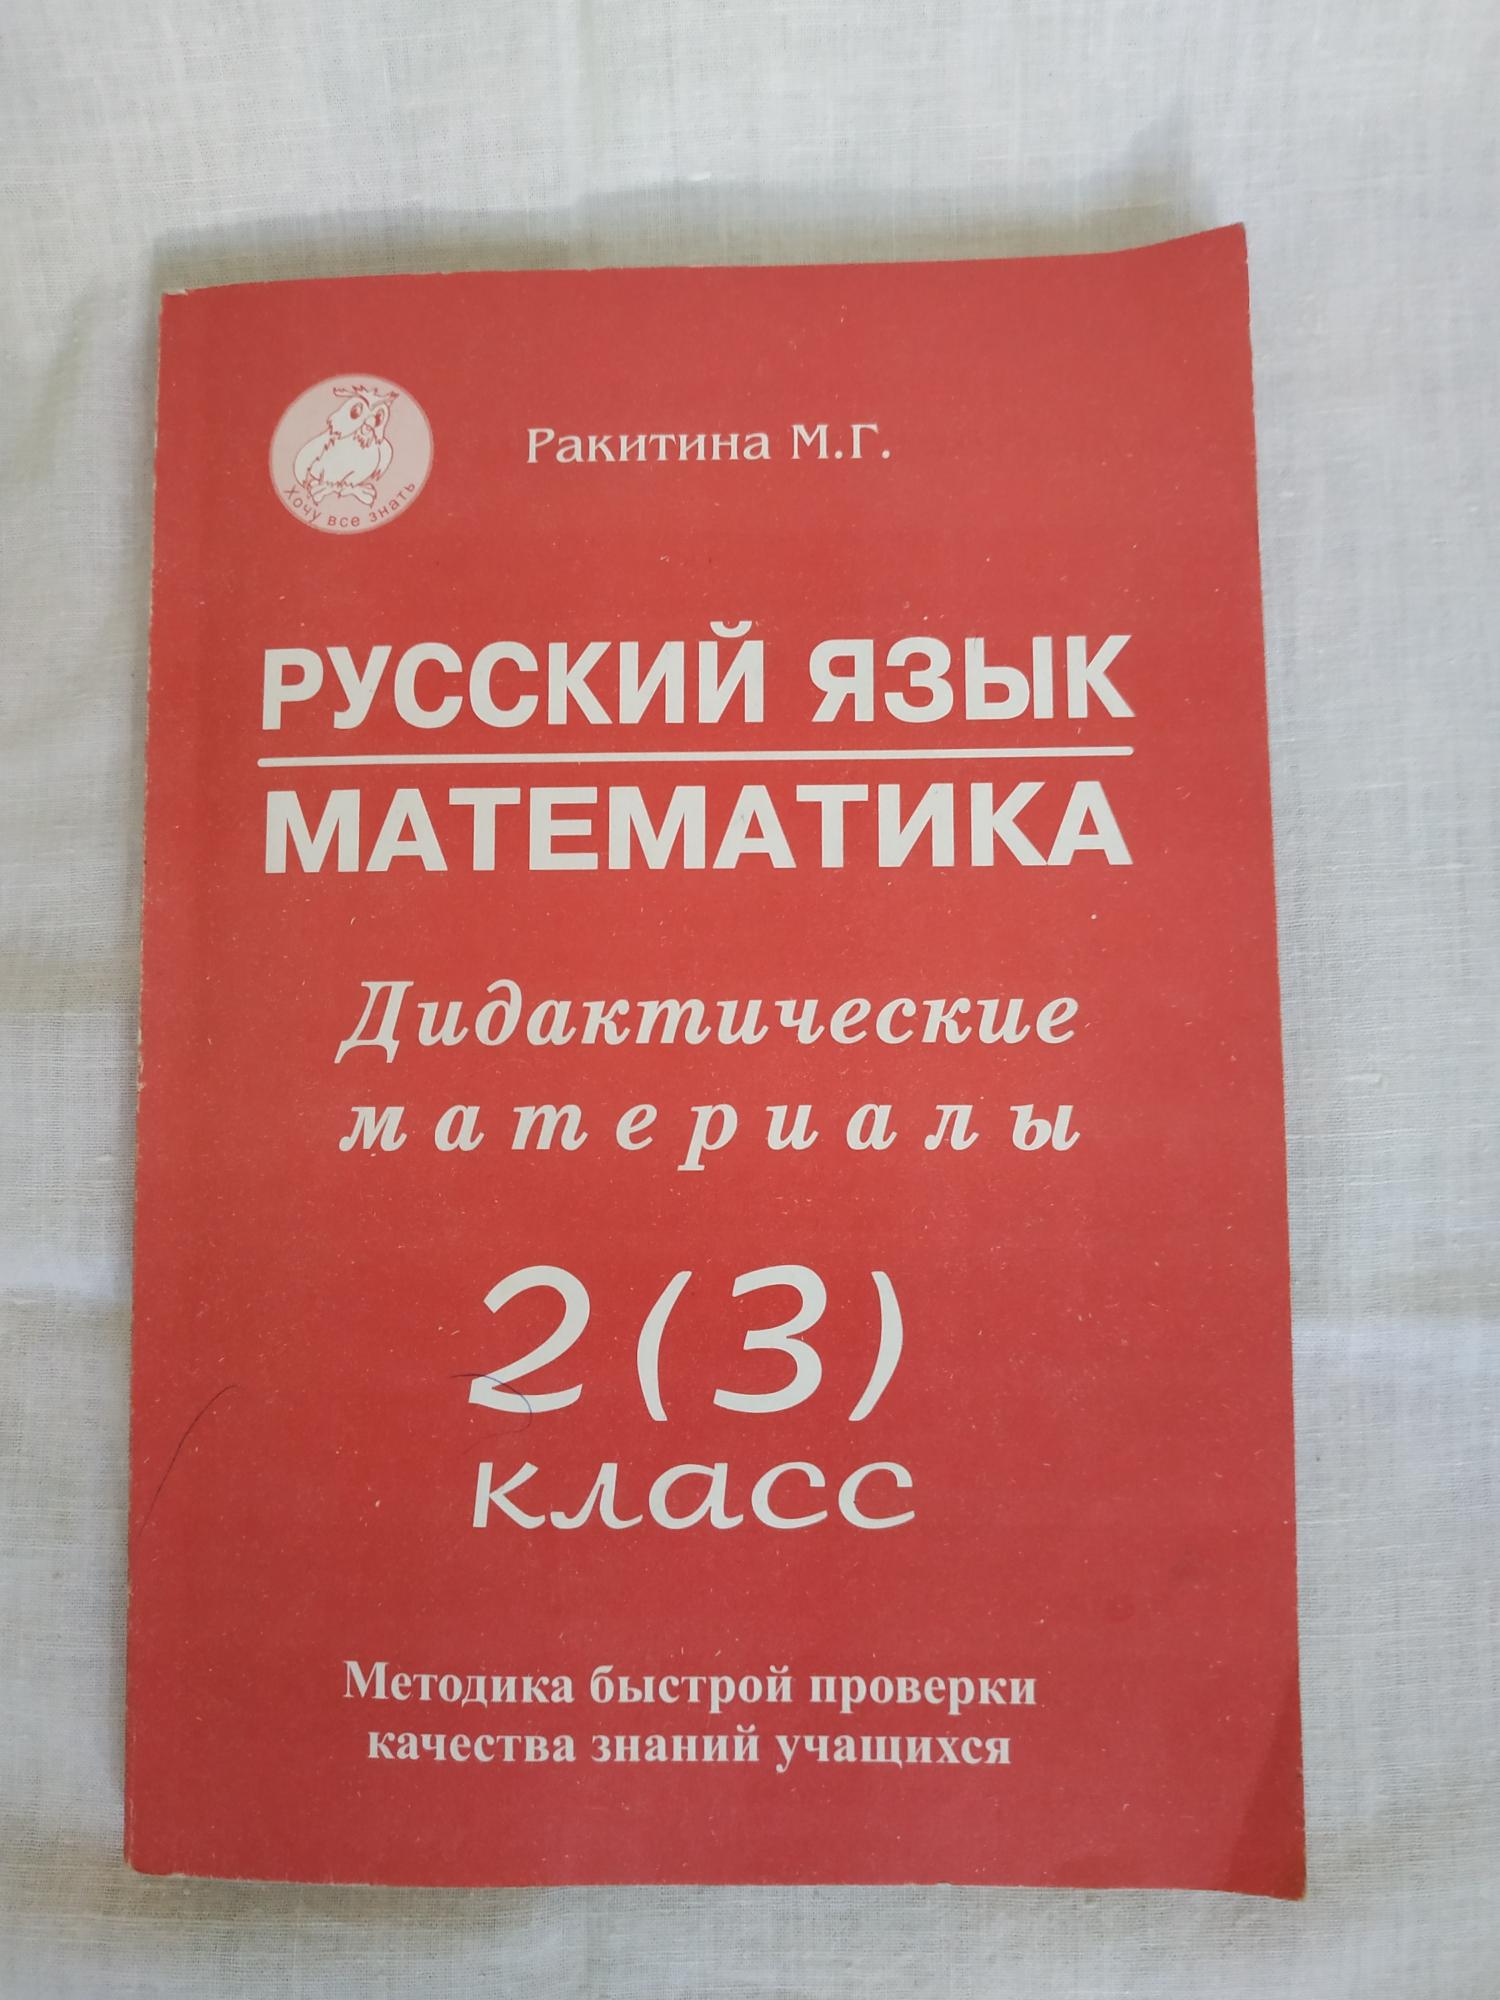 Хочу все знать
Ракитина М.Г.
РУССКИЙ ЯЗЫК
МАТЕМАТИКА
Дидактические
материалы
2(3)
класс
Методика быстрой проверки
качества знаний учащихся